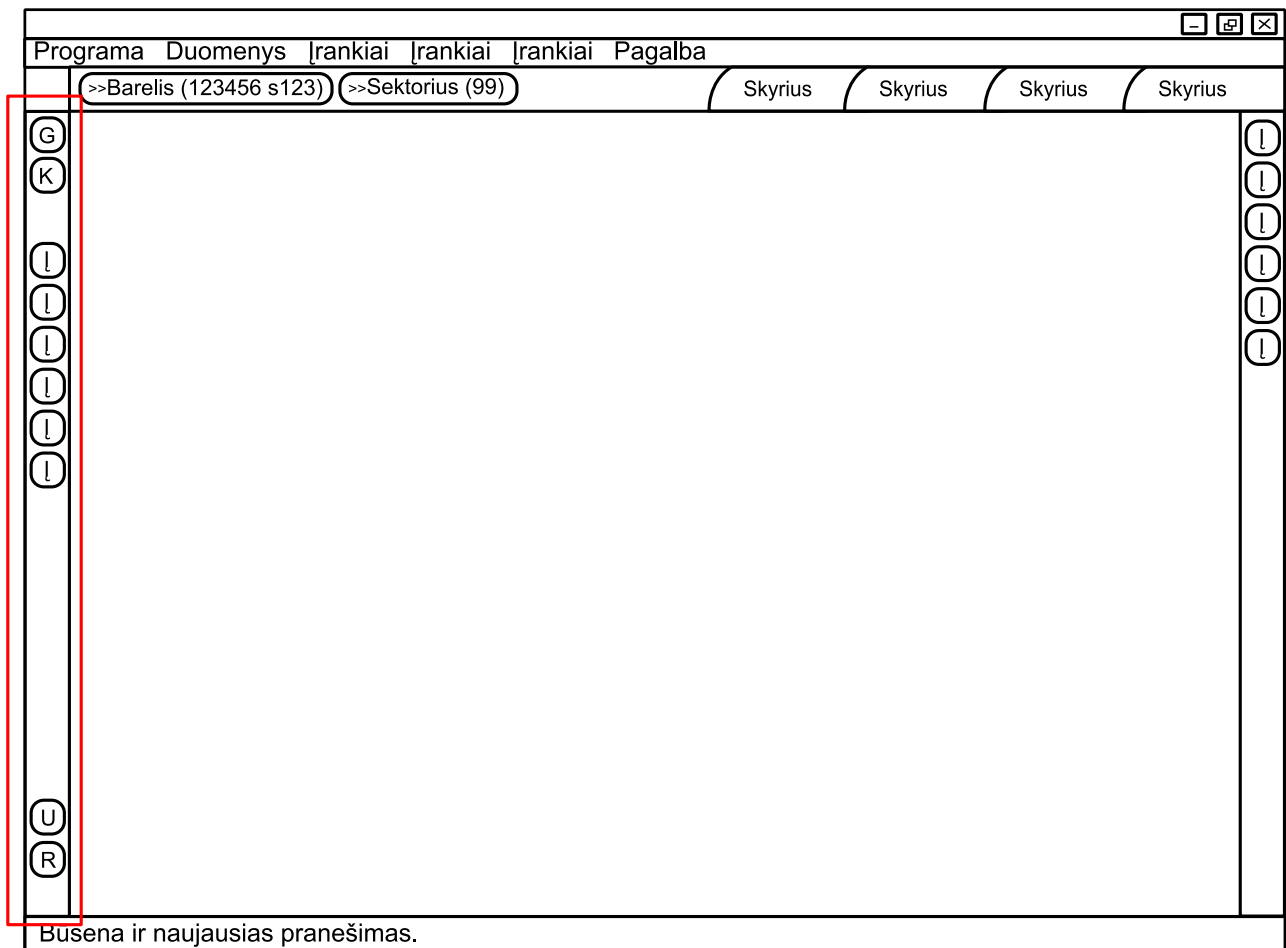 Programa Duomenys Įrankiai Įrankiai Įrankiai Pagalba
>>Barelis (123456 s123) >>Sektorius (99) Skyrius Skyrius Skyrius Skyrius
G Į
K Į
Į Į
Į Į
Į Į
Į Į
Į
Į
U
R
Būsena ir naujausias pranešimas.